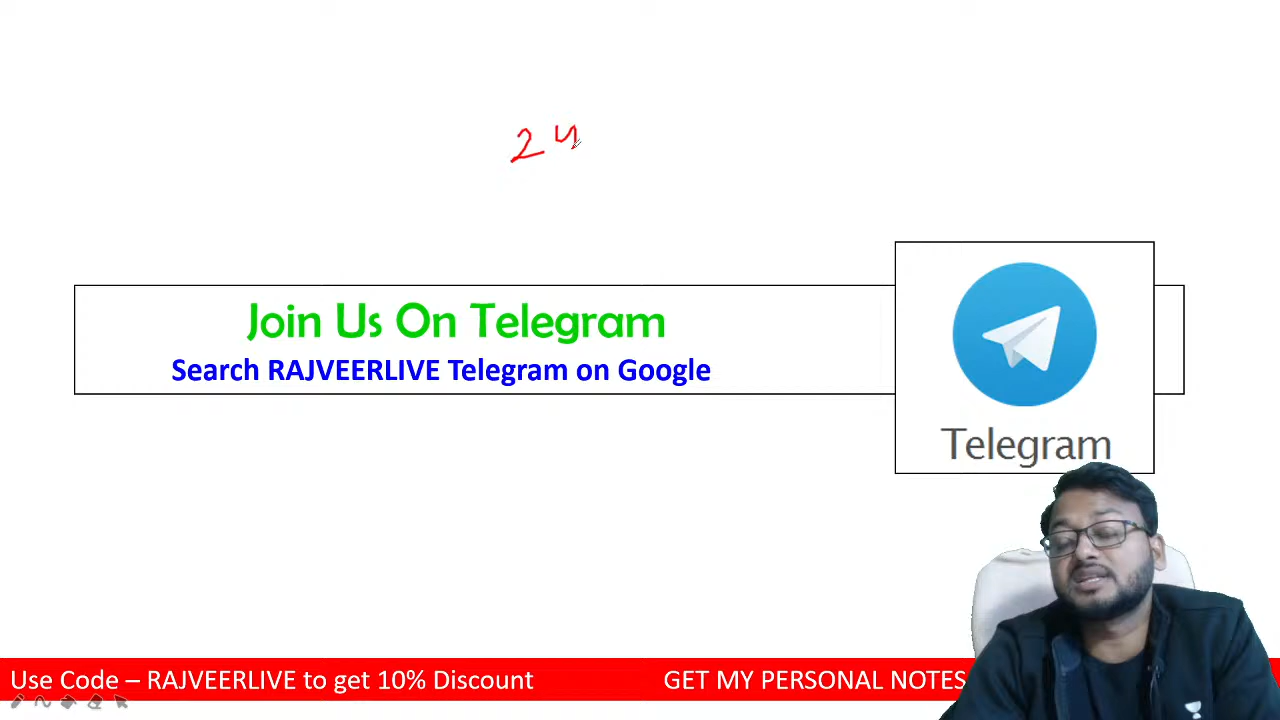 24
Join Us On Telegram
Search RAJVEERLIVE Telegram on Google
Telegram
Use Code – RAJVEERLIVE to get 10% Discount
GET MY PERSONAL NOTES